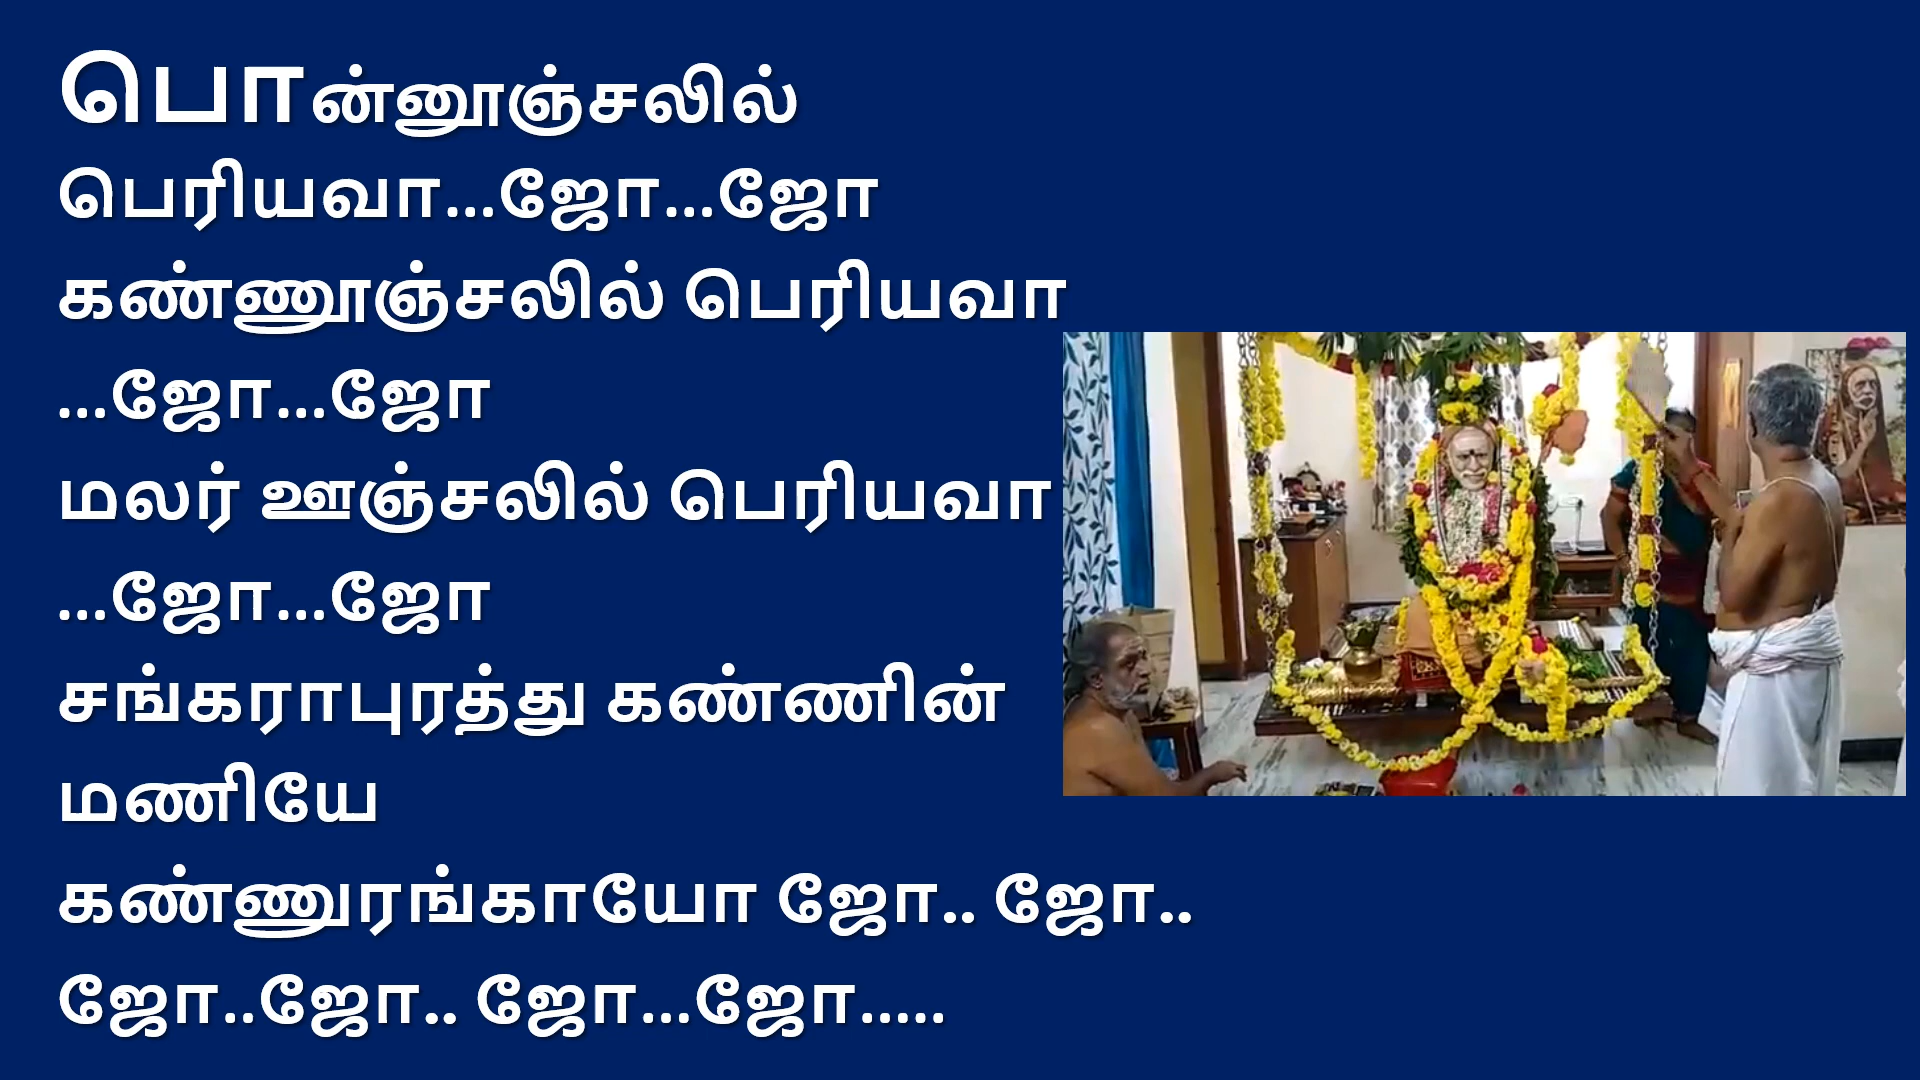 பொன்னூஞ்சலில்
பெரியவா...ஜோ...ஜோ
கண்ணூஞ்சலில் பெரியவா
...ஜோ...ஜோ
மலர் ஊஞ்சலில் பெரியவா
...ஜோ...ஜோ
சங்கராபுரத்து கண்ணின்
மணியே
கண்ணுரங்காயோ ஜோ.. ஜோ..
ஜோ..ஜோ.. ஜோ...ஜோ.....